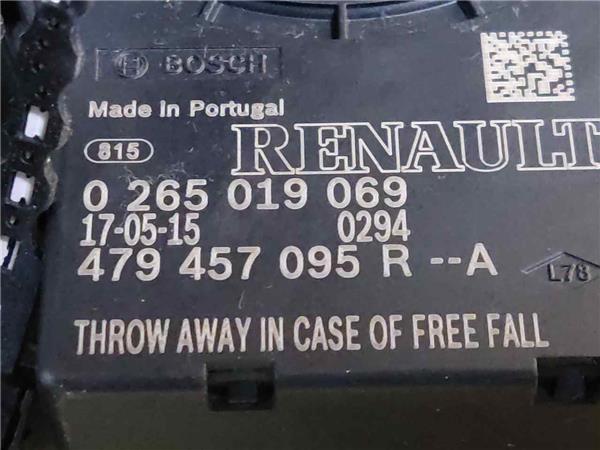 BOSCH
Made in Portugal
815
RENAULT
0 265 019 069
17-05-15 0294
479 457 095 R --A
L78
THROW AWAY IN CASE OF FREE FALL